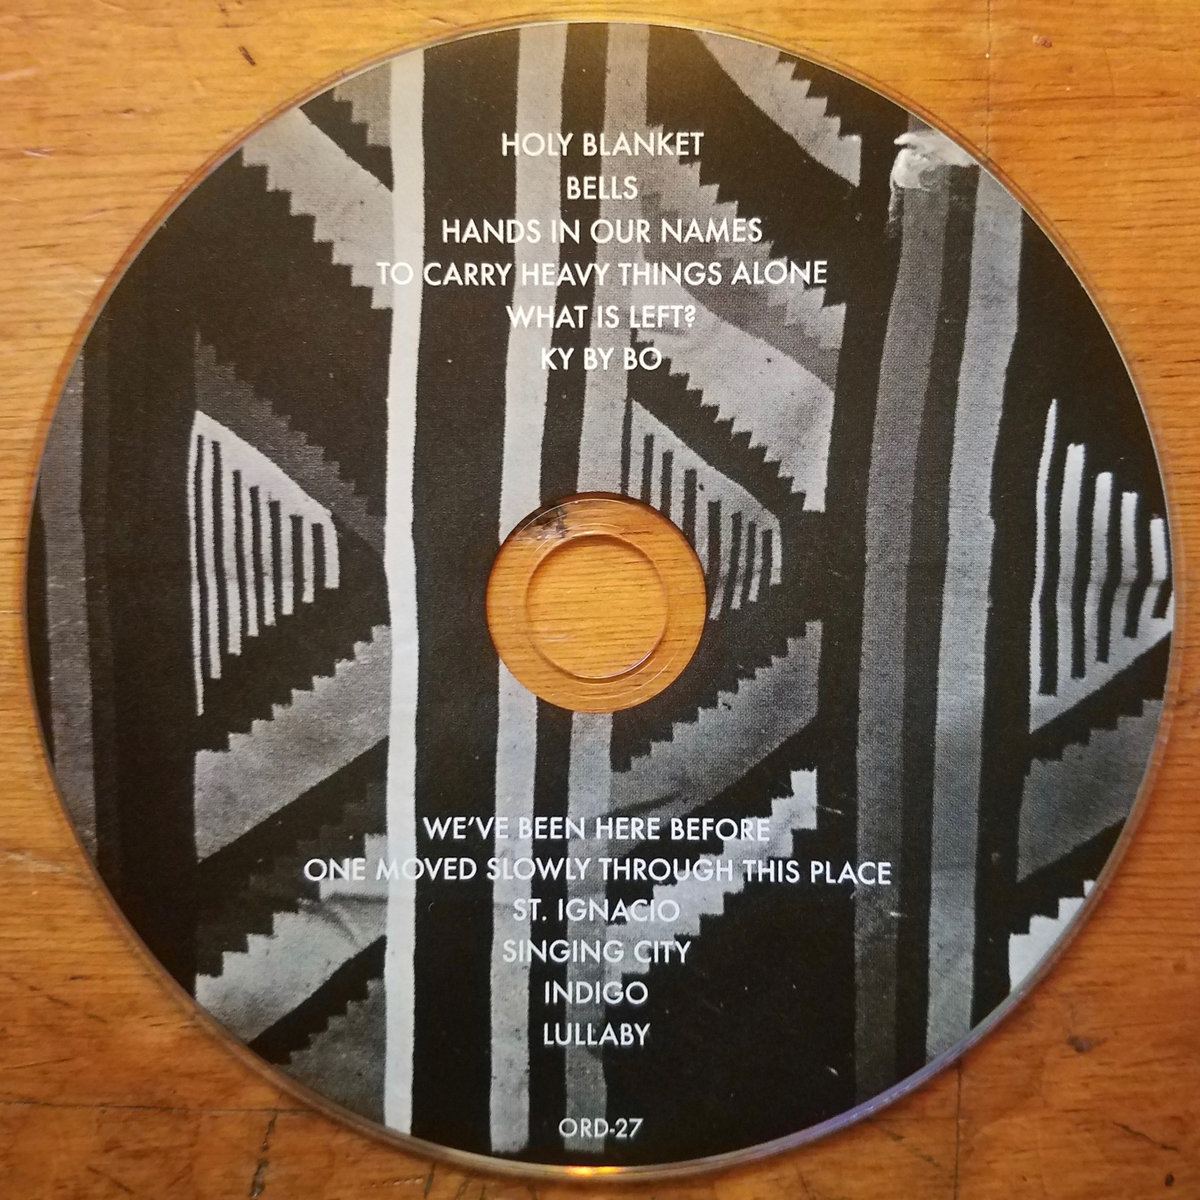 HOLY BLANKET
BELLS
HANDS IN OUR NAMES
TO CARRY HEAVY THINGS ALONE
WHAT IS LEFT?
KY BY BO
WE'VE BEEN HERE BEFORE
ONE MOVED SLOWLY THROUGH THIS PLACE
ST. IGNACIO
SINGING CITY
INDIGO
LULLABY
ORD-27